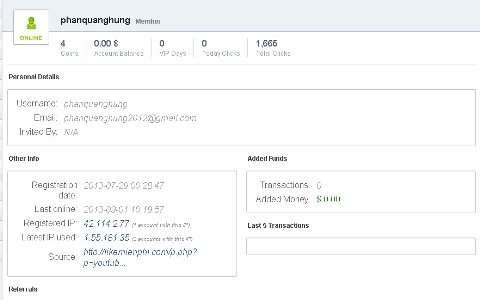 phanquanghung Member
ONLINE
4 0.00 $ 0 0 1,665
Coins Account Balance VIP Days Today Clicks Total Clicks
Personal Details
Username: phanquanghung
Email: phanquanghung2012@gmail.com
Invited By: N/A
Other Info
Added Funds
Registration date: 2013-07-29 00:28:47
Last online: 2013-09-01 10:19:57
Registered IP: 42.114.2.77 (1 account with this IP)
Latest IP used: 1.55.161.35 (2 accounts with this IP)
Source: http://likemienphi.com/p.php?
p=youtub...
Transactions: 0
Added Money: $ 0.00
Last 5 Transactions
Referrals